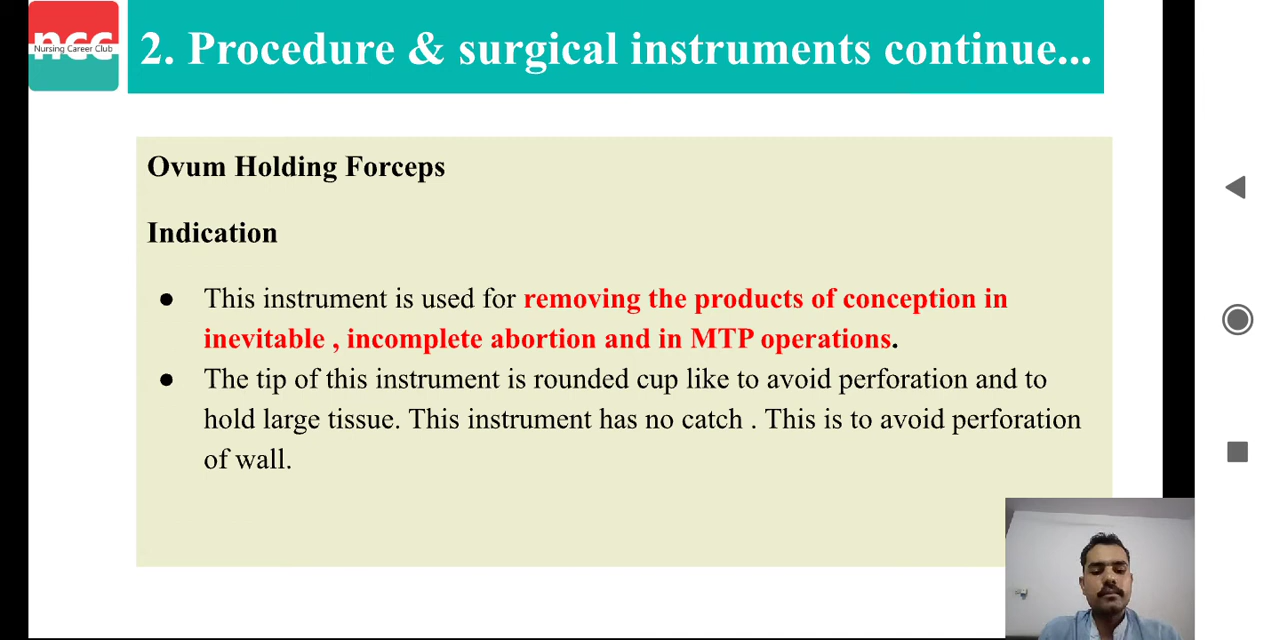 ncc
Nursing Career Club
2. Procedure & surgical instruments continue...
Ovum Holding Forceps
Indication
● This instrument is used for removing the products of conception in
inevitable , incomplete abortion and in MTP operations.
● The tip of this instrument is rounded cup like to avoid perforation and to
hold large tissue. This instrument has no catch . This is to avoid perforation
of wall.